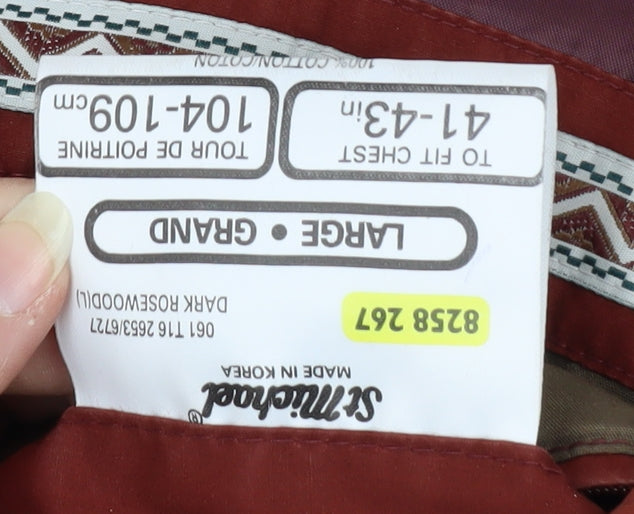 St Michael®
MADE IN KOREA
8258 267
061 T16 2653/6727
DARK ROSEWOOD(L)
LARGE • GRAND
TO FIT CHEST
41-43in
TOUR DE POITRINE
104-109cm
100% COTTON/COTON